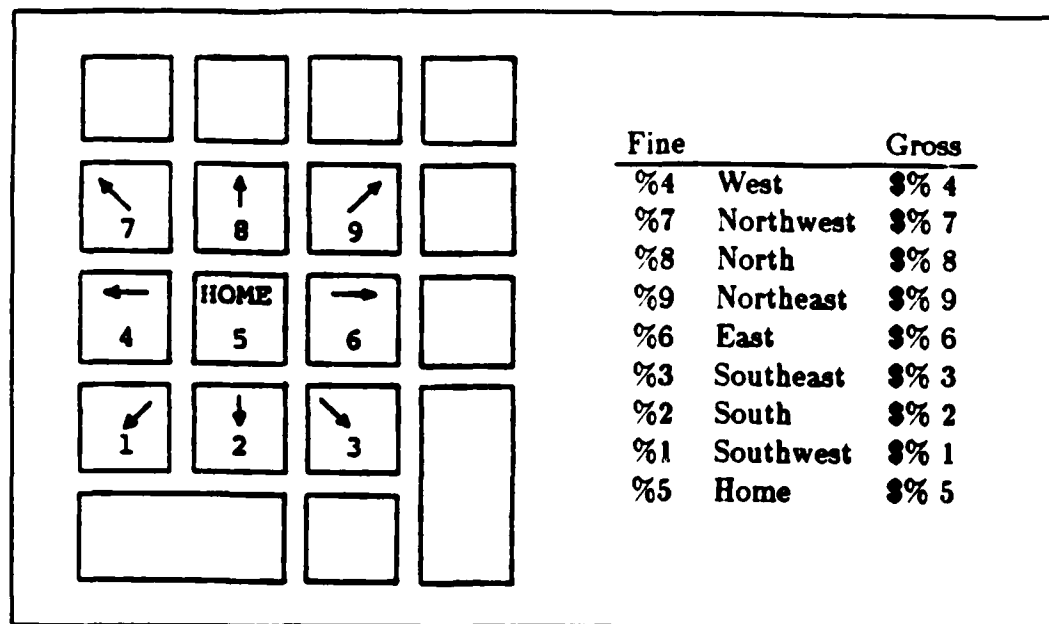 7 8 9
HOME
4 5 6
1 2 3
Fine Gross
%4 West $% 4
%7 Northwest $% 7
%8 North $% 8
%9 Northeast $% 9
%6 East $% 6
%3 Southeast $% 3
%2 South $% 2
%1 Southwest $% 1
%5 Home $% 5